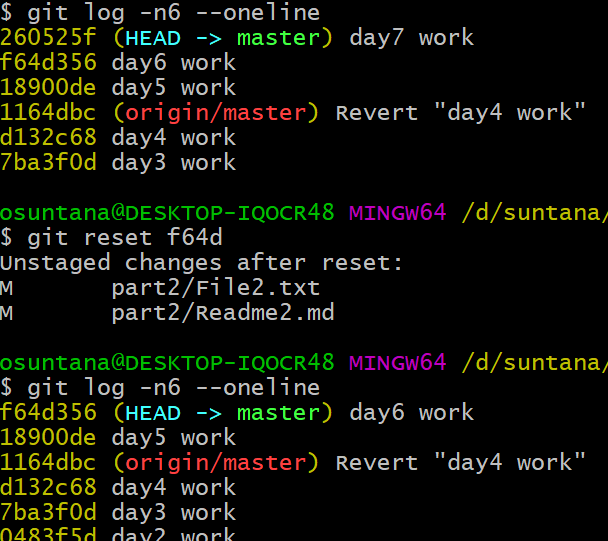 $ git log -n6 --oneline
260525f (HEAD -> master) day7 work
f64d356 day6 work
18900de day5 work
1164dbc (origin/master) Revert "day4 work"
d132c68 day4 work
7ba3f0d day3 work
osuntana@DESKTOP-IQOCR48 MINGW64 /d/suntana/
$ git reset f64d
Unstaged changes after reset:
M       part2/File2.txt
M       part2/Readme2.md
osuntana@DESKTOP-IQOCR48 MINGW64 /d/suntana/
$ git log -n6 --oneline
f64d356 (HEAD -> master) day6 work
18900de day5 work
1164dbc (origin/master) Revert "day4 work"
d132c68 day4 work
7ba3f0d day3 work
0483f5d day2 work